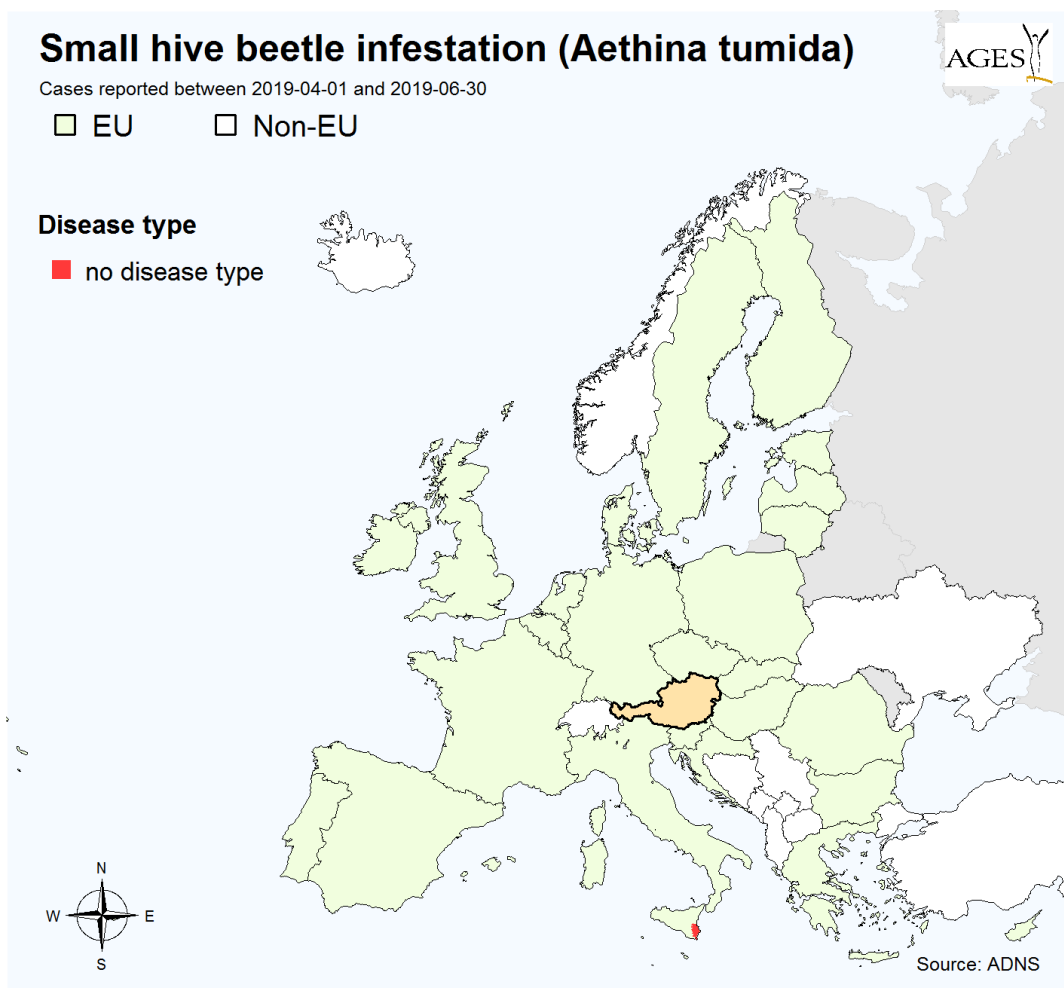 Small hive beetle infestation (Aethina tumida)
AGES
Cases reported between 2019-04-01 and 2019-06-30
EU Non-EU
Disease type
no disease type
N
W E
S
Source: ADNS